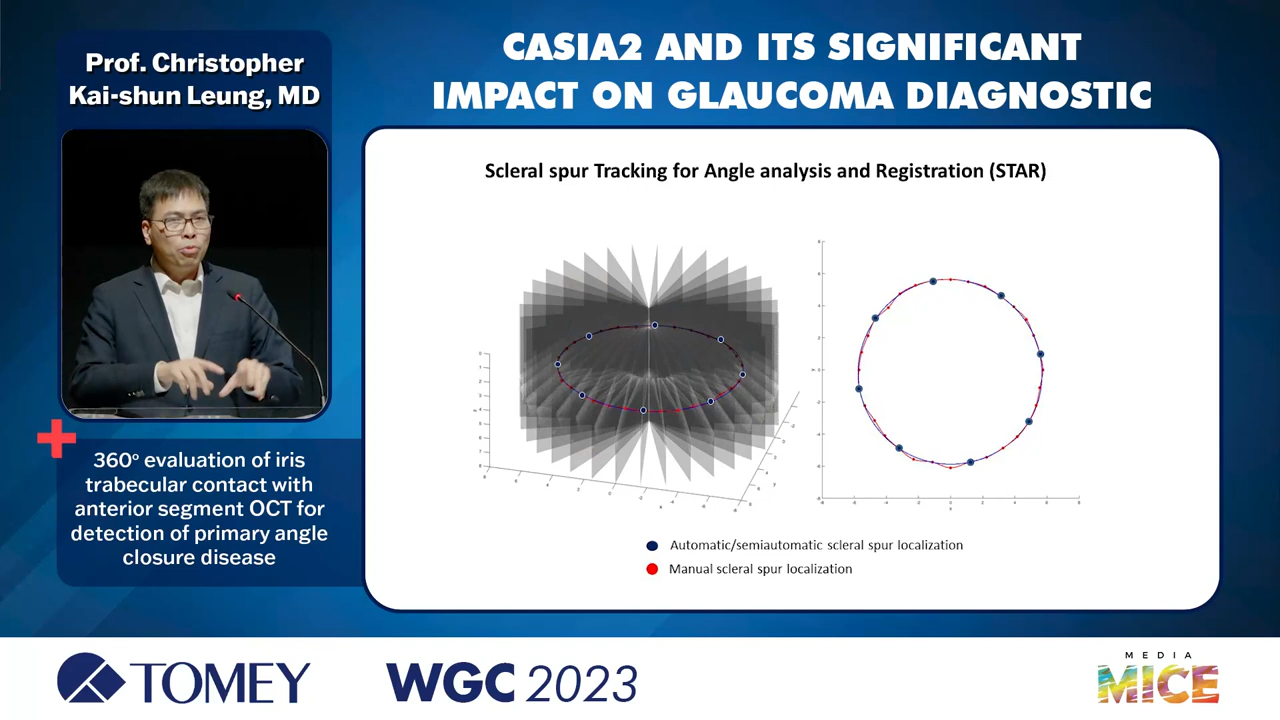 Prof. Christopher
Kai-shun Leung, MD
CASIA2 AND ITS SIGNIFICANT
IMPACT ON GLAUCOMA DIAGNOSTIC
Scleral spur Tracking for Angle analysis and Registration (STAR)
Automatic/semiautomatic scleral spur localization
Manual scleral spur localization
360° evaluation of iris
trabecular contact with
anterior segment OCT for
detection of primary angle
closure disease
TOMEY
WGC 2023
MEDIA
MICE